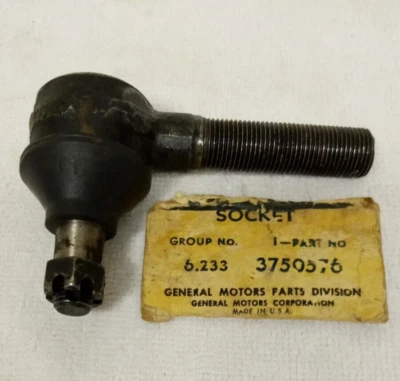 SOCKET
GROUP NO. 1-PART NO
6.233 3750576
GENERAL MOTORS PARTS DIVISION
GENERAL MOTORS CORPORATION
MADE IN U.S.A.